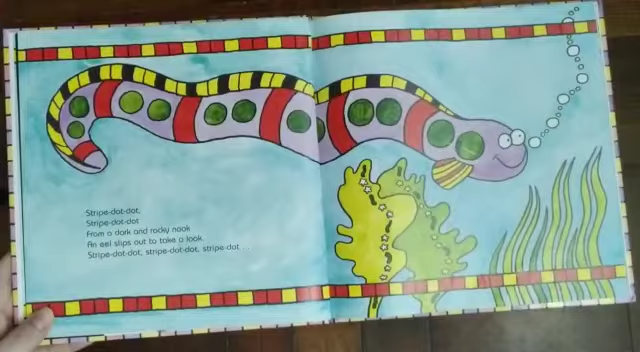 Stripe-dot-dot,
Stripe-dot-dot
From a dark and rocky nook
An eel slips out to take a look.
Stripe-dot-dot, stripe-dot-dot, stripe-dot . . .